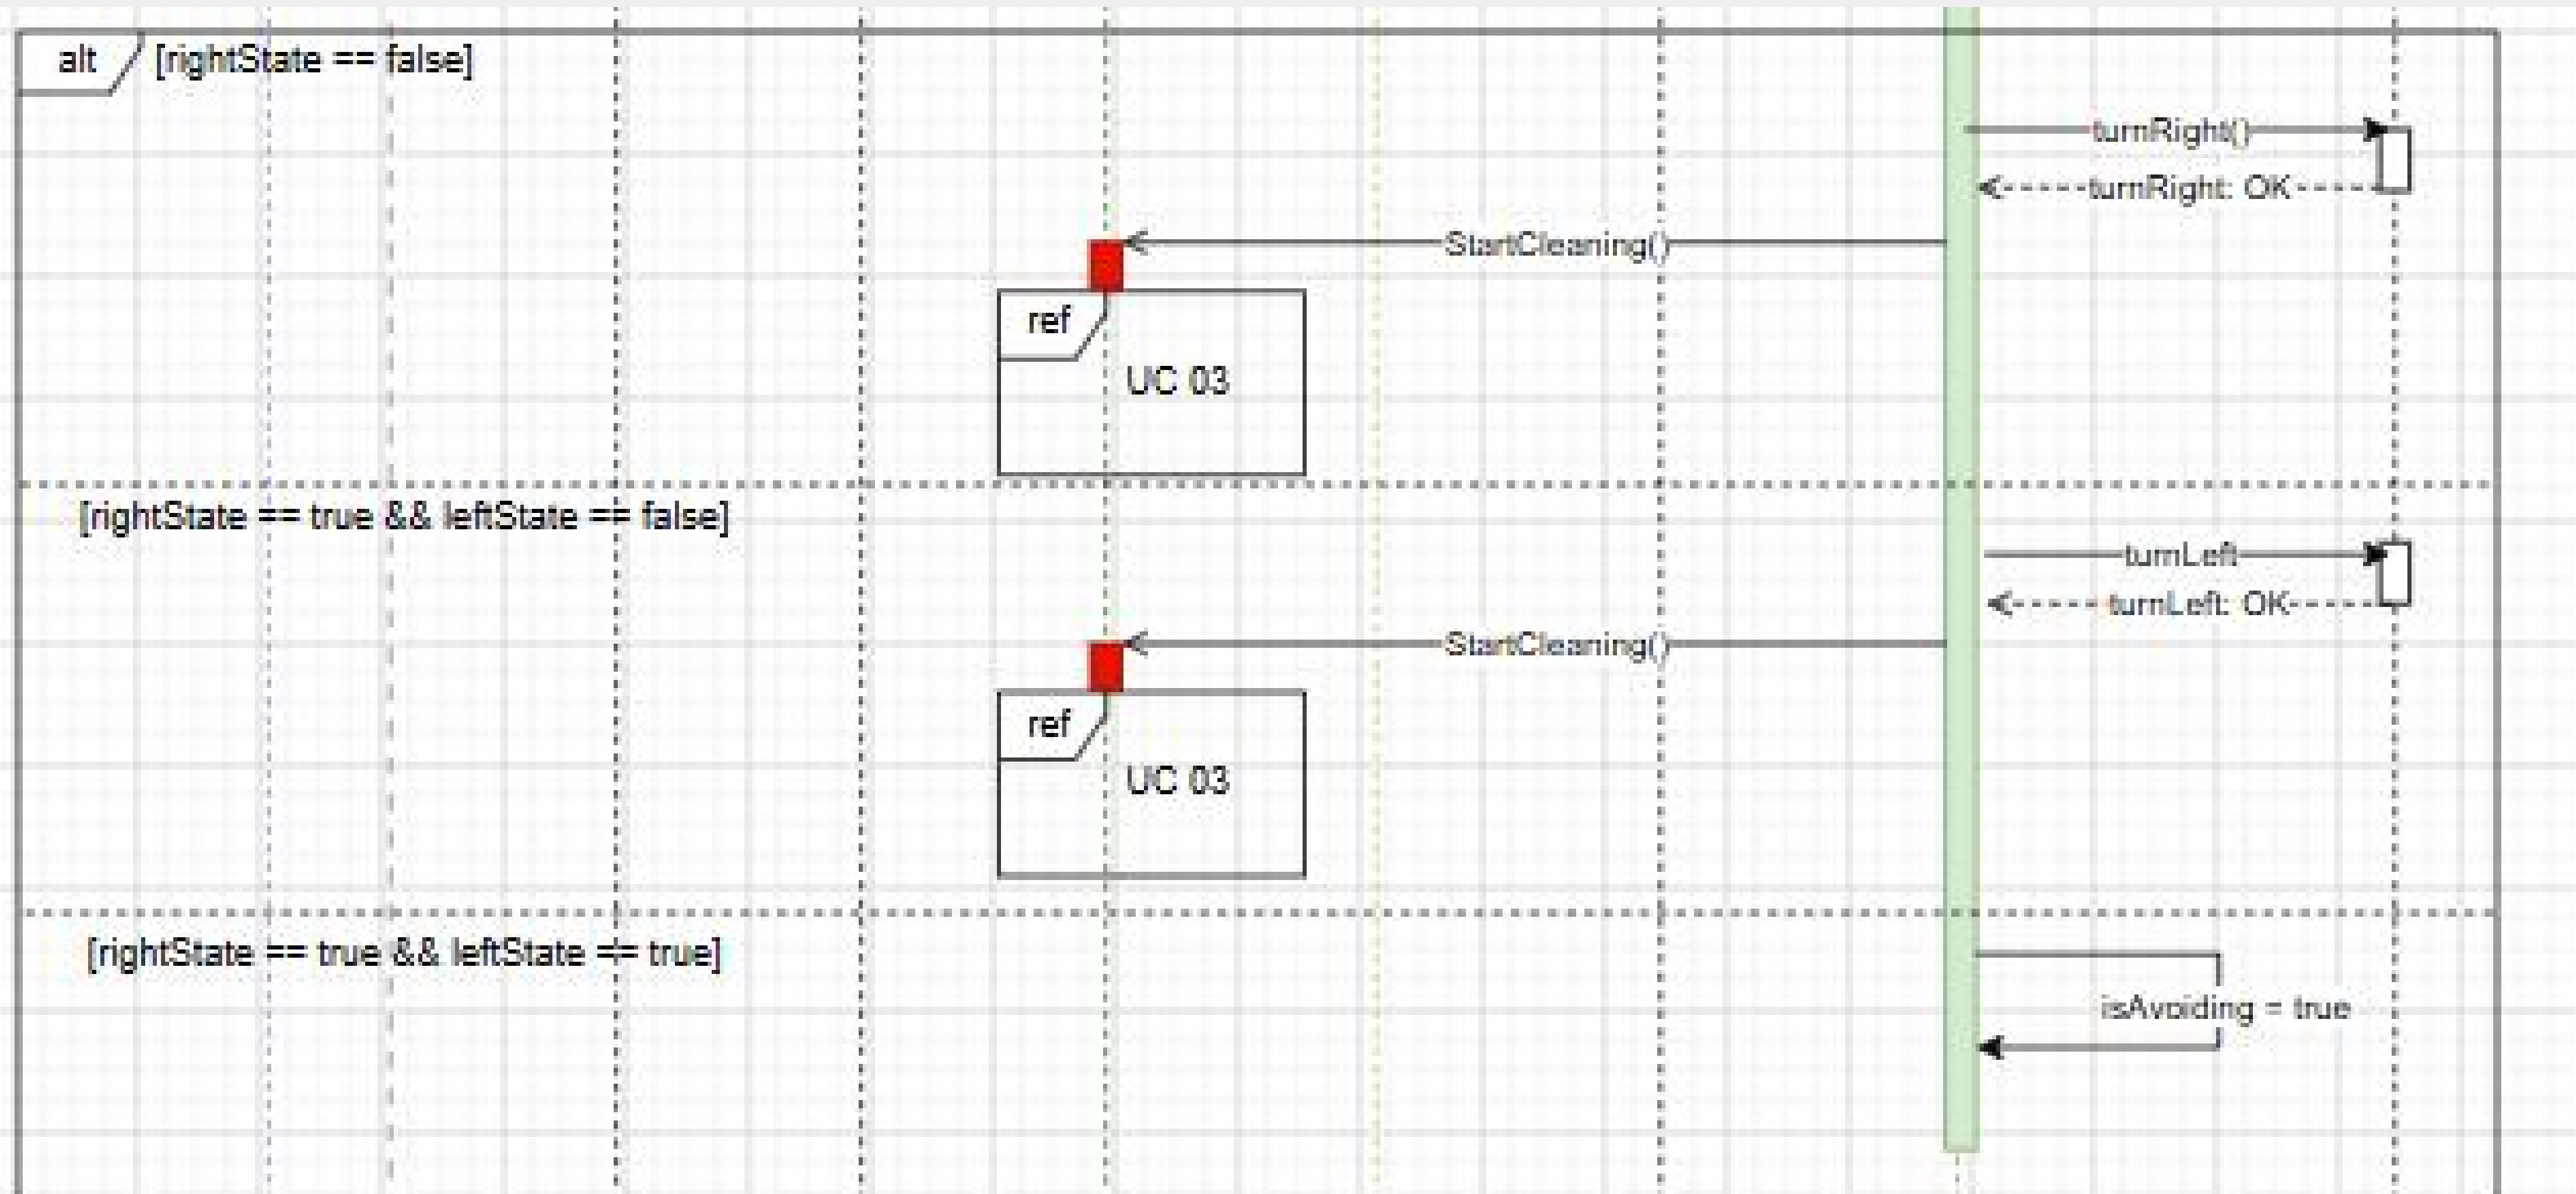 alt [rightState == false]
turnRight()
turnRight: OK
StartCleaning()
ref
UC 03
[rightState == true && leftState == false]
turnLeft
turnLeft: OK
StartCleaning()
ref
UC 03
[rightState == true && leftState == true]
isAvoiding = true